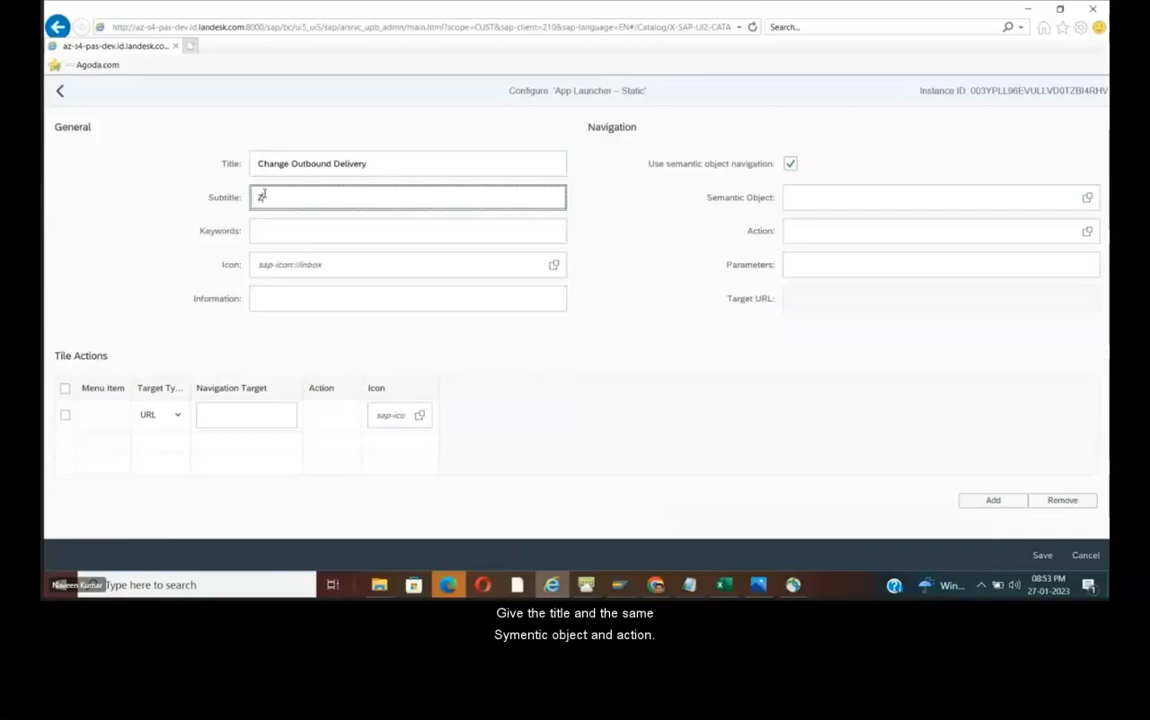 http://az-s4-pas-dev.ld.landesk.com:8000/sap/bc/ui5_ui5/sap/arsrvc_upb_admn/main.html?scope=CUST&sap-client=210&sap-language=EN#/Catalog/X-SAP-UI2-CATA
Search...
az-s4-pas-dev.ld.landesk.co...
Agoda.com
Configure: 'App Launcher – Static'
Instance ID: 003YPLL96EVULLVD0TZBI4RHV
General
Navigation
Title: Change Outbound Delivery
Use semantic object navigation:
Subtitle: z
Semantic Object:
Keywords:
Action:
Icon: sap-icon://inbox
Parameters:
Information:
Target URL:
Tile Actions
Menu Item Target Ty... Navigation Target Action Icon
URL sap-ico
Add Remove
Save Cancel
Naveen Kumar
Type here to search
Win...
08:53 PM
27-01-2023
Give the title and the same
Symentic object and action.